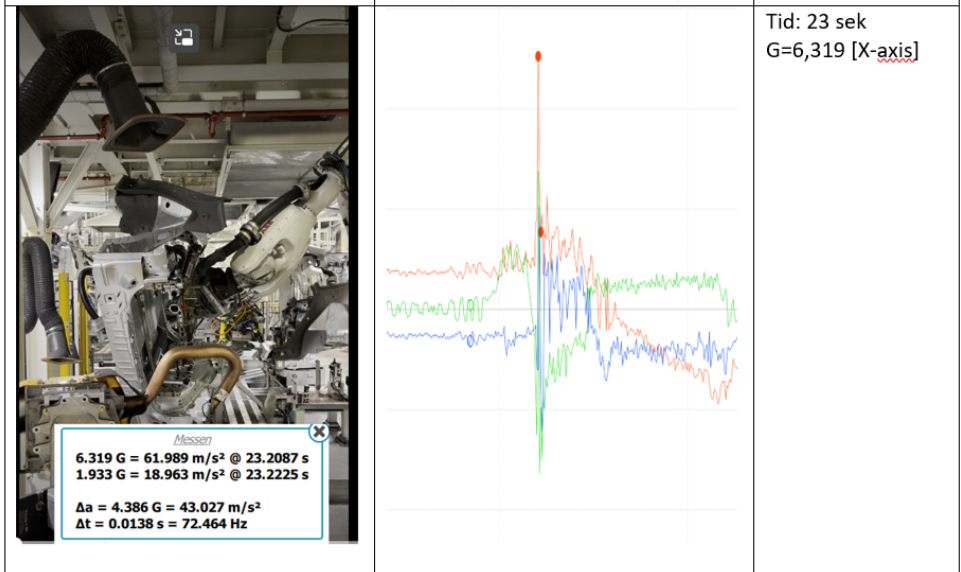 Messen
6.319 G = 61.989 m/s² @ 23.2087 s
1.933 G = 18.963 m/s² @ 23.2225 s
Δa = 4.386 G = 43.027 m/s²
Δt = 0.0138 s = 72.464 Hz
Tid: 23 sek
G=6,319 [X-axis]